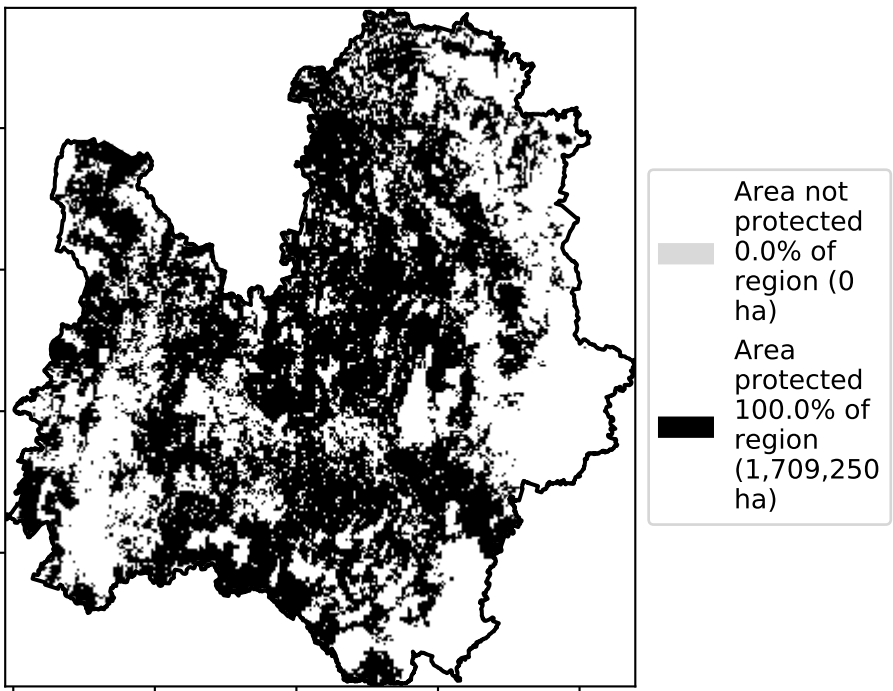 Area not
protected
0.0% of
region (0
ha)
Area
protected
100.0% of
region
(1,709,250
ha)